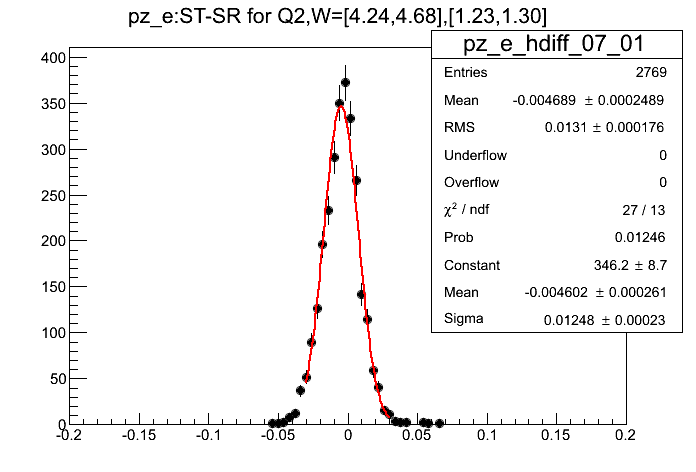 pz_e:ST-SR for Q2,W=[4.24,4.68],[1.23,1.30]
pz_e_hdiff_07_01
Entries 2769
Mean -0.004689 ± 0.0002489
RMS 0.0131 ± 0.000176
Underflow 0
Overflow 0
χ² / ndf 27 / 13
Prob 0.01246
Constant 346.2 ± 8.7
Mean -0.004602 ± 0.000261
Sigma 0.01248 ± 0.00023
400
350
300
250
200
150
100
50
0
-0.2 -0.15 -0.1 -0.05 0 0.05 0.1 0.15 0.2